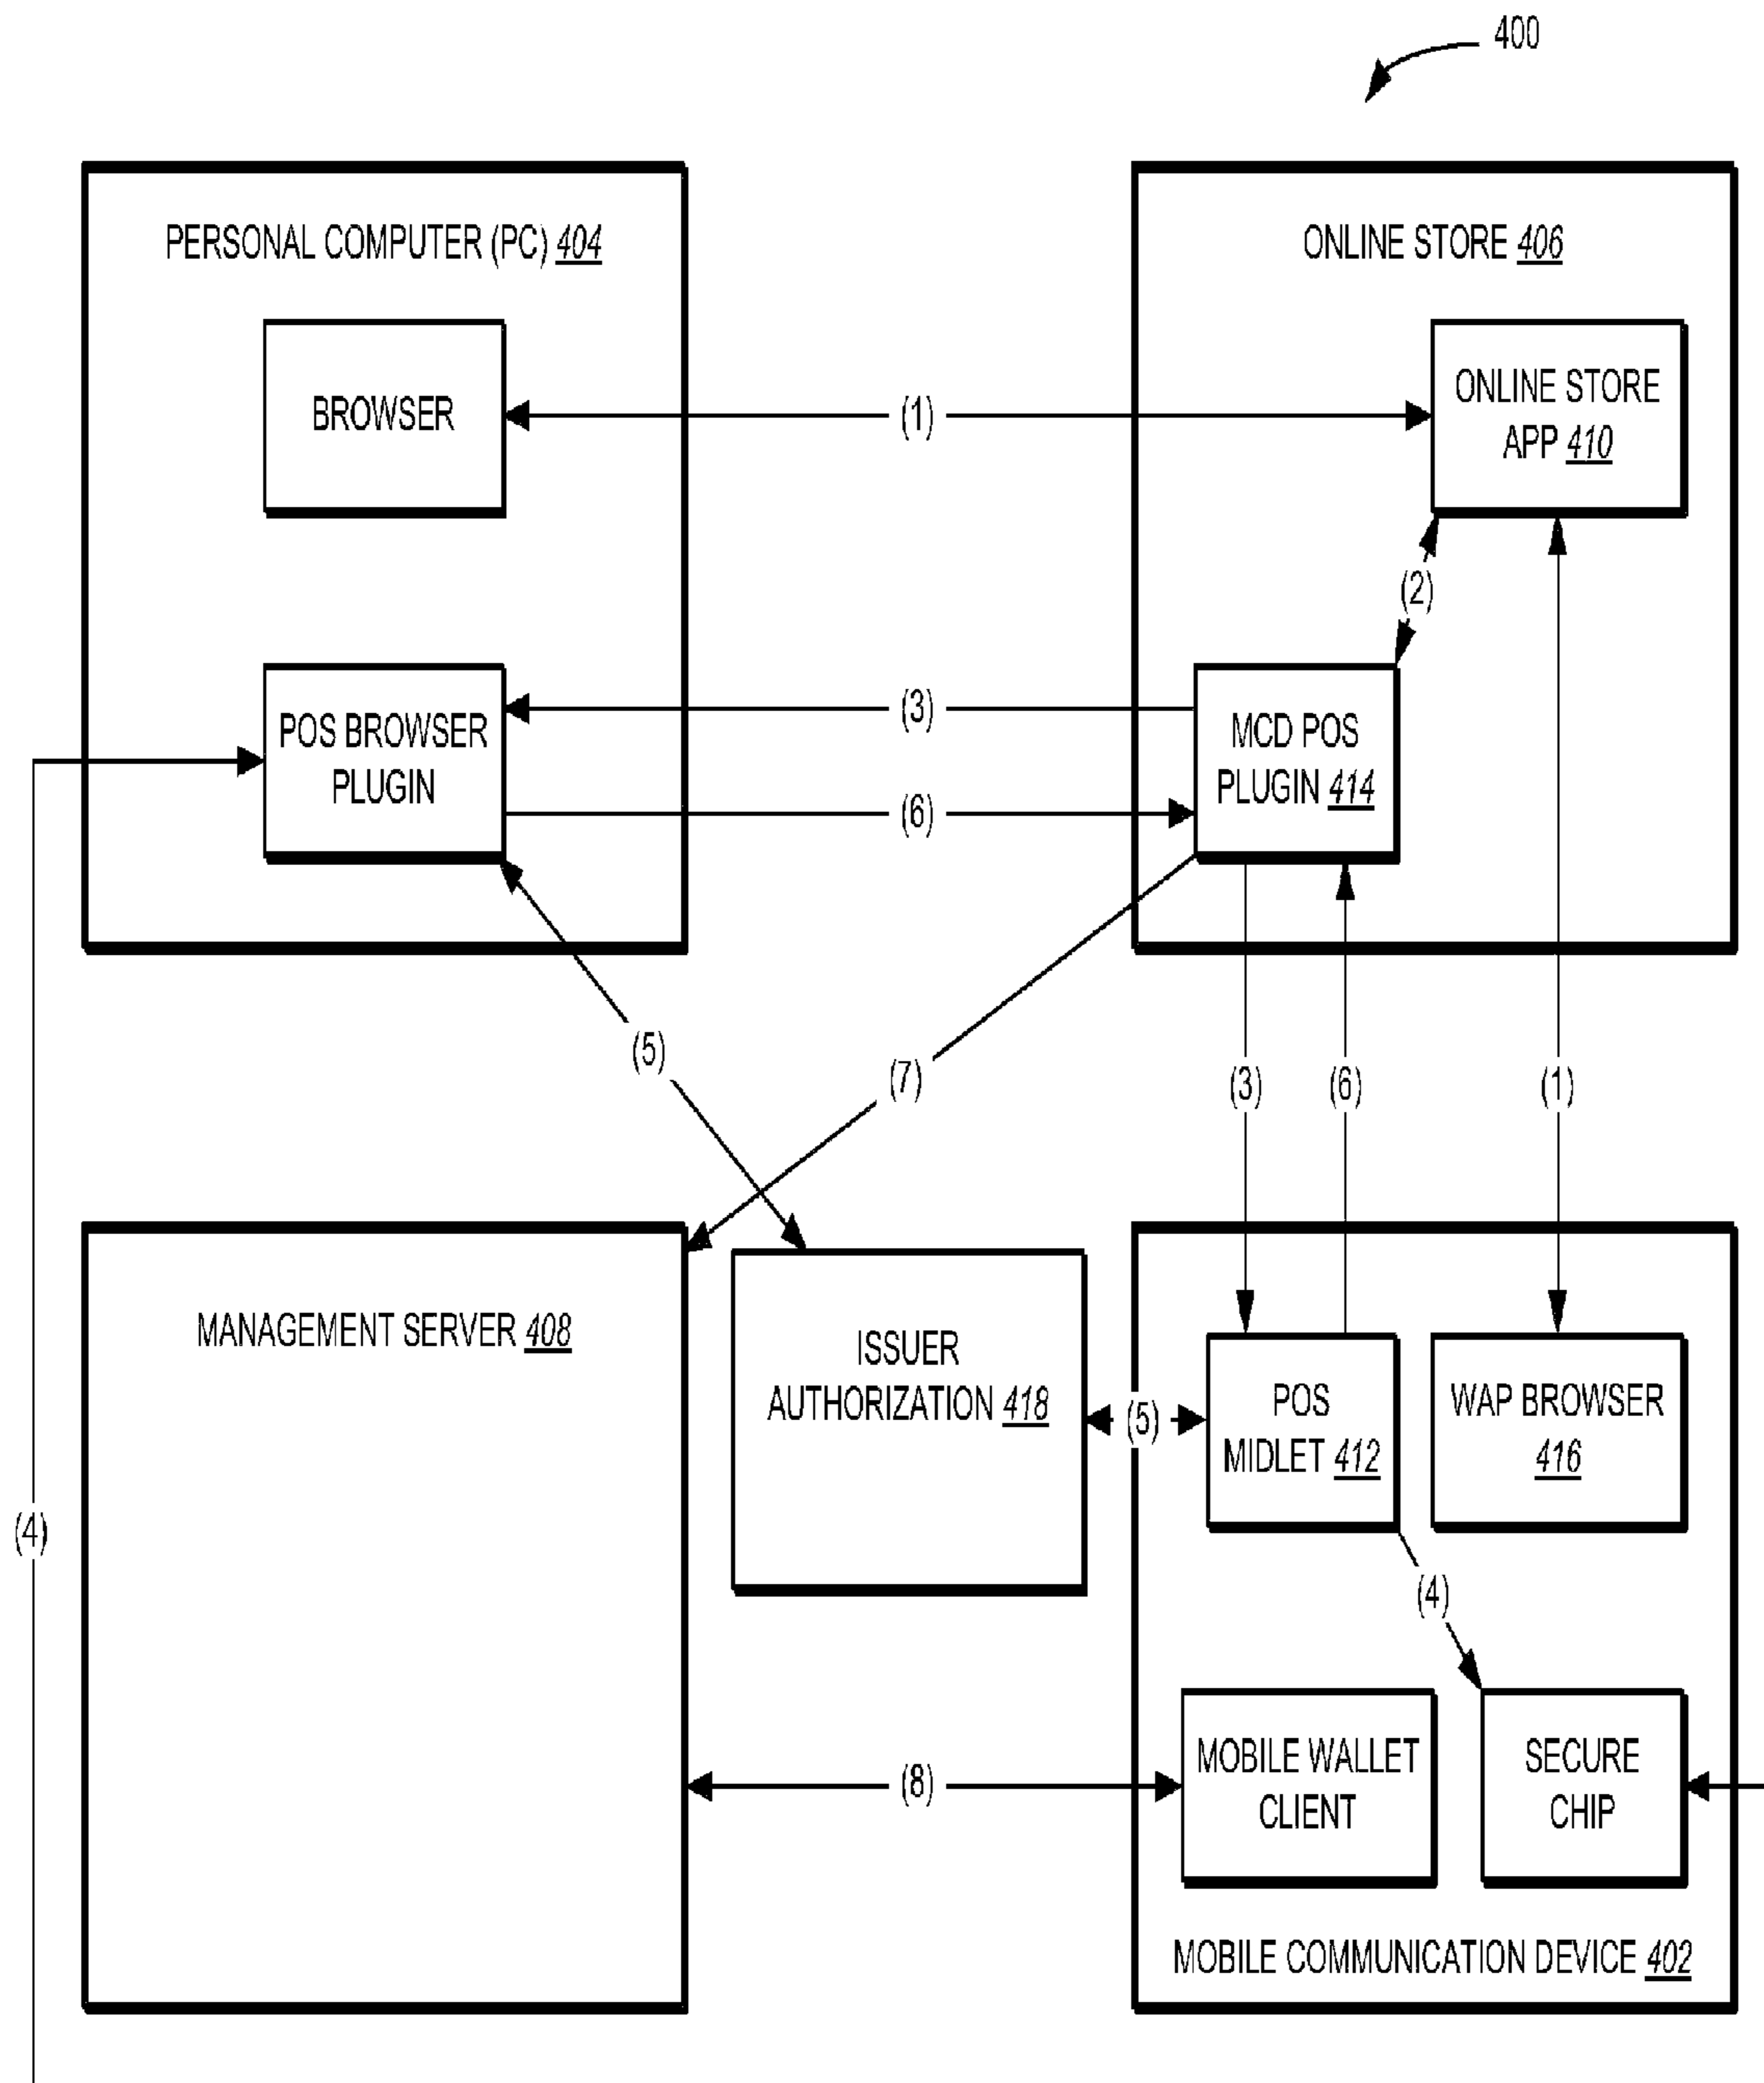 400
PERSONAL COMPUTER (PC) 404
ONLINE STORE 406
BROWSER
(1)
ONLINE STORE
APP 410
(2)
POS BROWSER
PLUGIN
(3)
(6)
MCD POS
PLUGIN 414
(5)
(7)
(3)
(6)
(1)
MANAGEMENT SERVER 408
ISSUER
AUTHORIZATION 418
(5)
POS
MIDLET 412
WAP BROWSER
416
(4)
(4)
(8)
MOBILE WALLET
CLIENT
SECURE
CHIP
MOBILE COMMUNICATION DEVICE 402